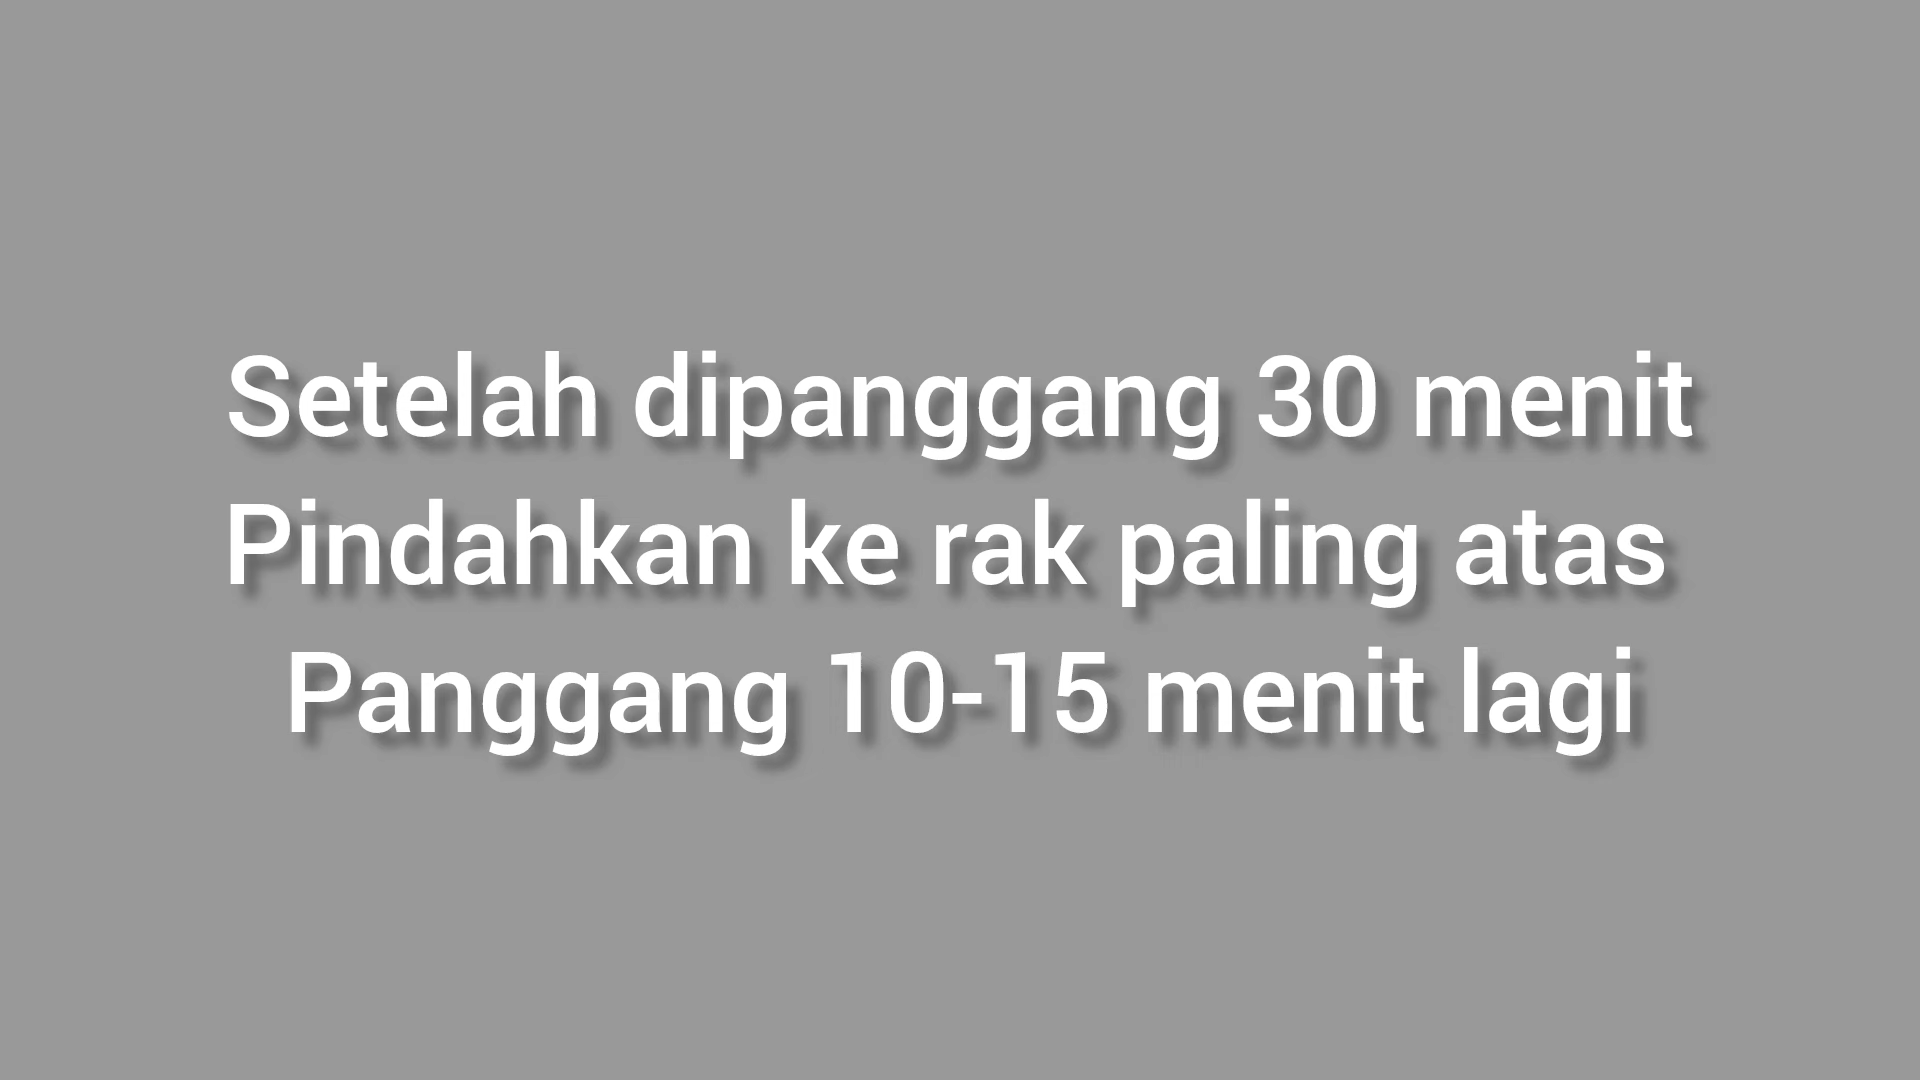 Setelah dipanggang 30 menit
Pindahkan ke rak paling atas
Panggang 10-15 menit lagi